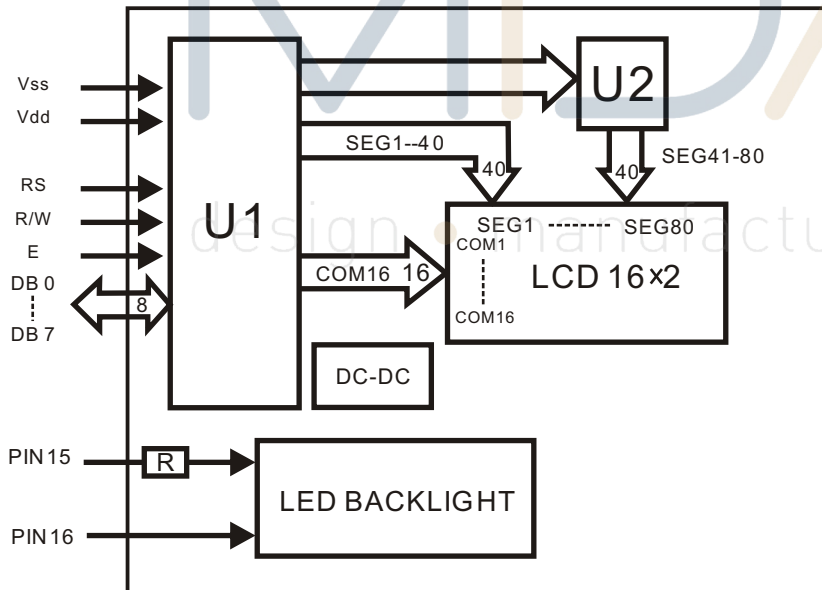 MIDA
Vss
Vdd
RS
R/W
E
DB 0
DB 7
8
U1
U2
SEG1--40
40
40
SEG41-80
SEG1 -------- SEG80
COM1
COM16
LCD 16×2
COM16 16
DC-DC
design • manufactu
PIN15
R
PIN16
LED BACKLIGHT